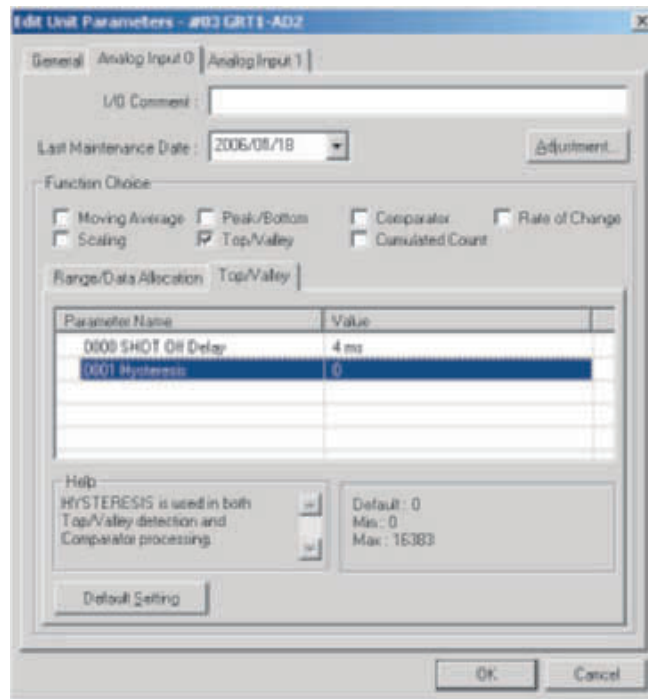 Edit Unit Parameters - #03 GRT1-AD2
General Analog Input 0 Analog Input 1
I/O Comment :
Last Maintenance Date : 2006/08/18 Adjustment...
Function Choice
Moving Average Peak/Bottom Comparator Rate of Change
Scaling Top/Valley Cumulated Count
Range/Data Allocation Top/Valley
Parameter Name Value
0000 SHOT Off Delay 4 ms
0001 Hysteresis 0
Help
HYSTERESIS is used in both
Top/Valley detection and
Comparator processing.
Default : 0
Min : 0
Max : 16383
Default Setting
OK Cancel